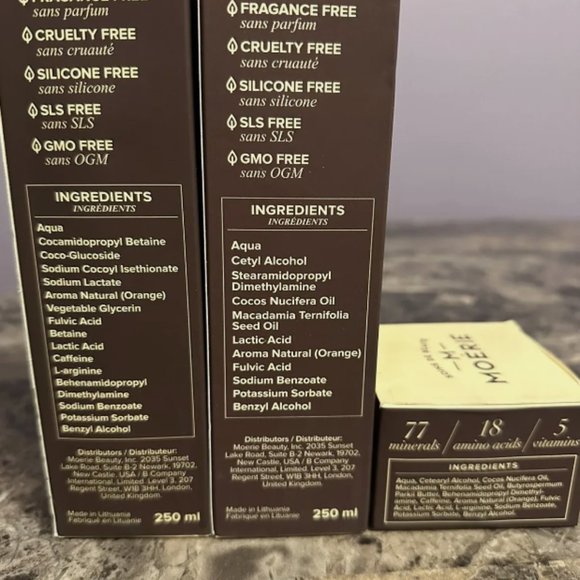 FRAGANCE FREE
sans parfum
CRUELTY FREE
sans cruauté
SILICONE FREE
sans silicone
SLS FREE
sans SLS
GMO FREE
sans OGM
INGREDIENTS
INGRÉDIENTS
Aqua
Cocamidopropyl Betaine
Coco-Glucoside
Sodium Cocoyl Isethionate
Sodium Lactate
Aroma Natural (Orange)
Vegetable Glycerin
Fulvic Acid
Betaine
Lactic Acid
Caffeine
L-arginine
Behenamidopropyl
Dimethylamine
Sodium Benzoate
Potassium Sorbate
Benzyl Alcohol
Distributors / Distributeur:
Moerie Beauty, Inc. 2035 Sunset
Lake Road, Suite B-2 Newark, 19702,
New Castle, USA / B Company
International, Limited. Level 3, 207
Regent Street, W1B 3HH, London,
United Kingdom
Made in Lithuania
Fabriqué en Lituanie
250 ml
FRAGANCE FREE
sans parfum
CRUELTY FREE
sans cruauté
SILICONE FREE
sans silicone
SLS FREE
sans SLS
GMO FREE
sans OGM
INGREDIENTS
INGRÉDIENTS
Aqua
Cetyl Alcohol
Stearamidopropyl
Dimethylamine
Cocos Nucifera Oil
Macadamia Ternifolia
Seed Oil
Lactic Acid
Aroma Natural (Orange)
Fulvic Acid
Sodium Benzoate
Potassium Sorbate
Benzyl Alcohol
Distributors / Distributeur:
Moerie Beauty, Inc. 2035 Sunset
Lake Road, Suite B-2 Newark, 19702,
New Castle, USA / B Company
International, Limited. Level 3, 207
Regent Street, W1B 3HH, London,
United Kingdom.
Made in Lithuania
Fabriqué en Lituanie
250 ml
MOERIE
M
77 / 18 / 5
minerals / amino acids / vitamins
INGREDIENTS
Aqua, Cetearyl Alcohol, Cocos Nucifera Oil,
Macadamia Ternifolia Seed Oil, Butyrospermum
Parkii Butter, Behenamidopropyl Dimethyl-
amine, Caffeine, Aroma Natural (Orange), Fulvic
Acid, Lactic Acid, L-arginine, Sodium Benzoate,
Potassium Sorbate, Benzyl Alcohol.